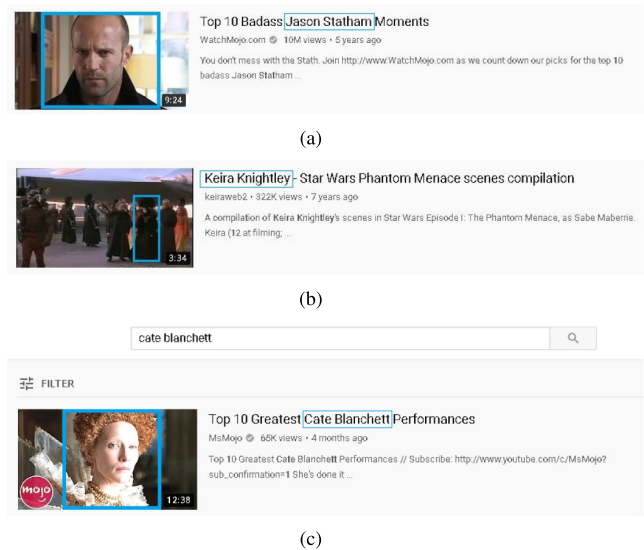 Top 10 Badass Jason Statham Moments
WatchMojo.com 10M views • 5 years ago
You don't mess with the Stath. Join http://www.WatchMojo.com as we count down our picks for the top 10
badass Jason Statham ...
9:24
(a)
Keira Knightley - Star Wars Phantom Menace scenes compilation
keiraweb2 • 322K views • 7 years ago
A compilation of Keira Knightley's scenes in Star Wars Episode I: The Phantom Menace, as Sabe Maberrie.
Keira (12 at filming; ...
3:34
(b)
cate blanchett
FILTER
Top 10 Greatest Cate Blanchett Performances
MsMojo 65K views • 4 months ago
Top 10 Greatest Cate Blanchett Performances // Subscribe: http://www.youtube.com/c/MsMojo?
sub_confirmation=1 She's done it ...
mojo
12:38
(c)